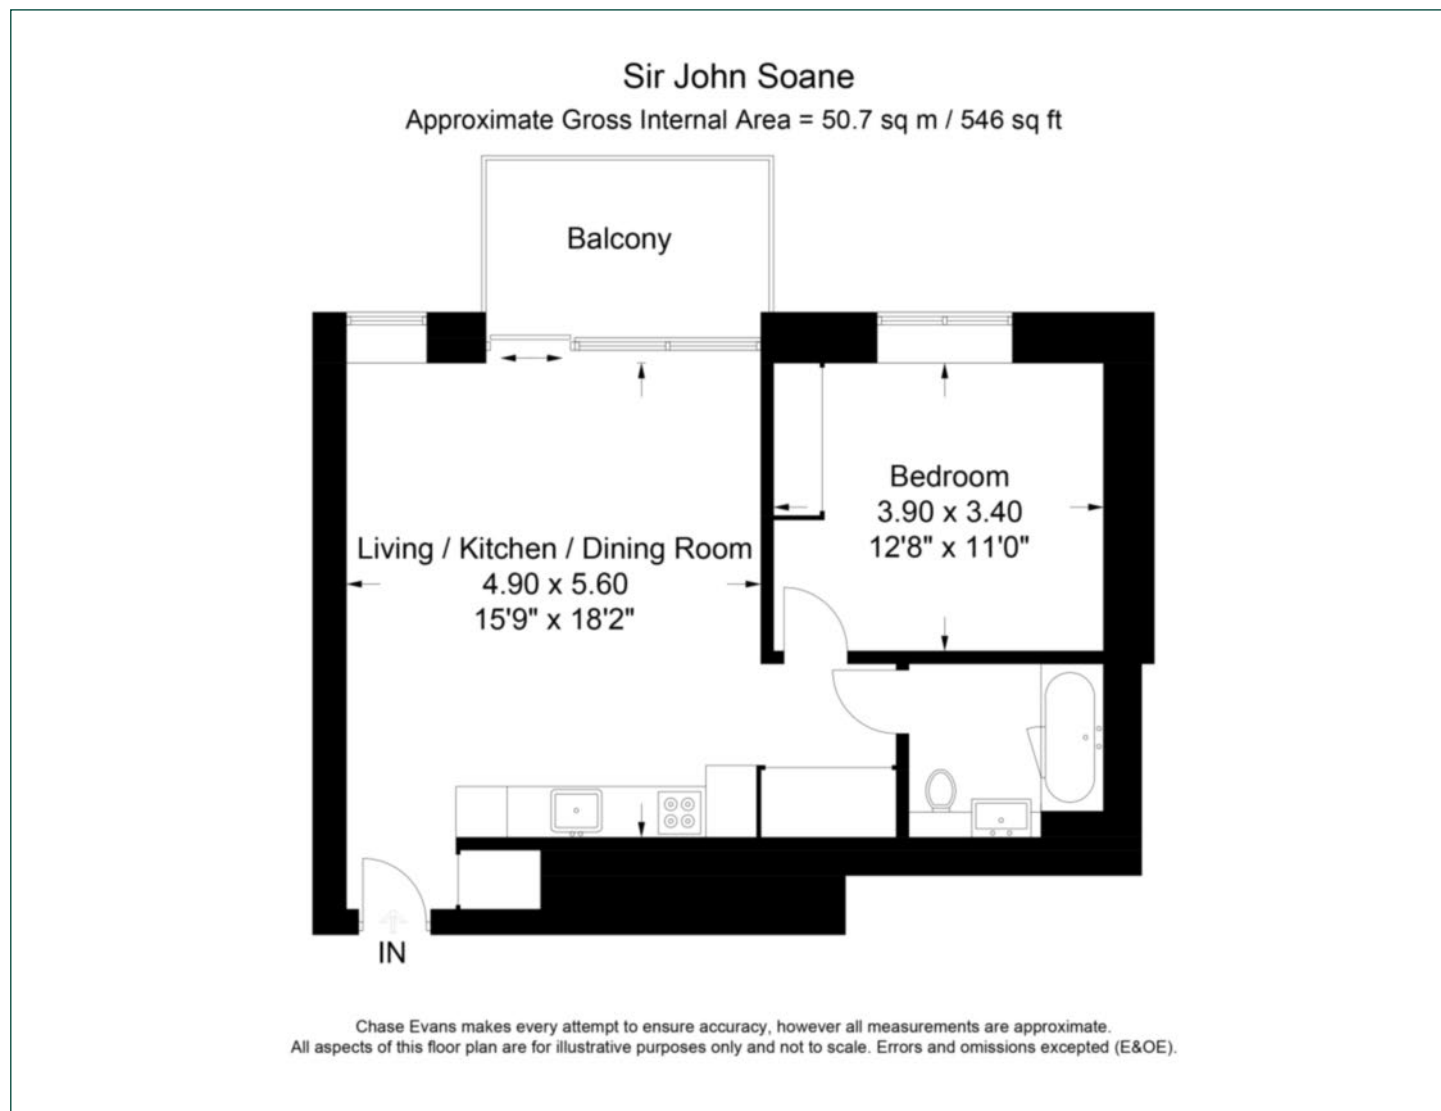 Sir John Soane
Approximate Gross Internal Area = 50.7 sq m / 546 sq ft
Balcony
Bedroom
3.90 x 3.40
12'8" x 11'0"
Living / Kitchen / Dining Room
4.90 x 5.60
15'9" x 18'2"
IN
Chase Evans makes every attempt to ensure accuracy, however all measurements are approximate.
All aspects of this floor plan are for illustrative purposes only and not to scale. Errors and omissions excepted (E&OE).